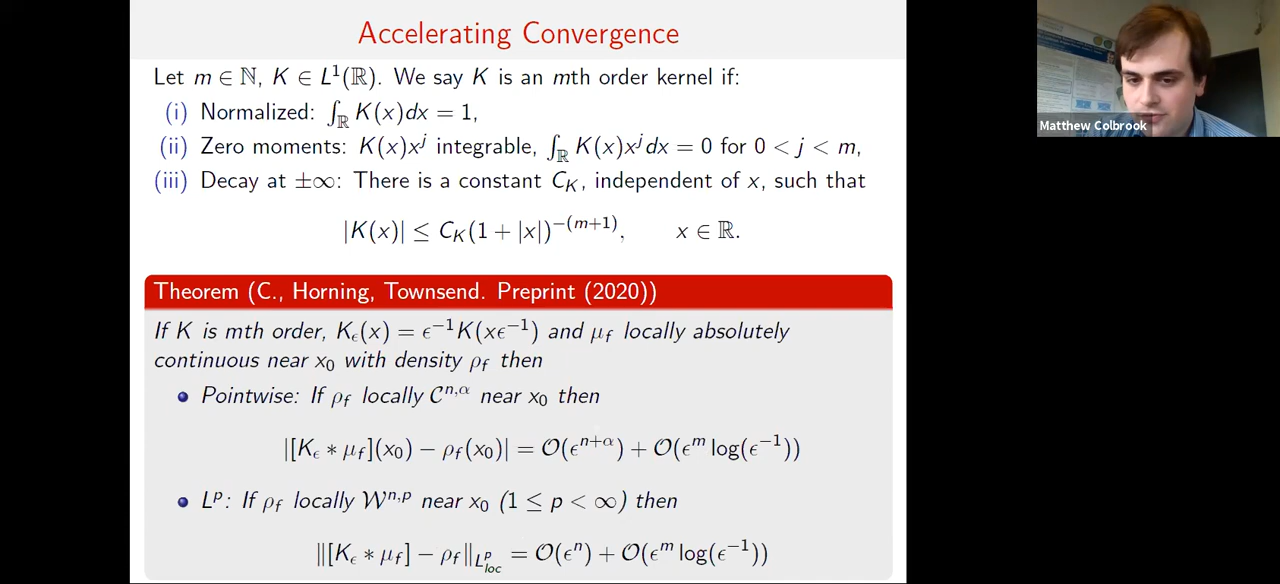 Accelerating Convergence
Let m ∈ ℕ, K ∈ L¹(ℝ). We say K is an mth order kernel if:
(i) Normalized: ∫_ℝ K(x)dx = 1,
(ii) Zero moments: K(x)x^j integrable, ∫_ℝ K(x)x^j dx = 0 for 0 < j < m,
(iii) Decay at ±∞: There is a constant C_K, independent of x, such that
|K(x)| ≤ C_K(1 + |x|)^{−(m+1)}, x ∈ ℝ.
Theorem (C., Horning, Townsend. Preprint (2020))
If K is mth order, K_ϵ(x) = ϵ^{−1}K(xϵ^{−1}) and μ_f locally absolutely
continuous near x_0 with density ρ_f then
• Pointwise: If ρ_f locally 𝒞^{n,α} near x_0 then
|[K_ϵ ∗ μ_f](x_0) − ρ_f(x_0)| = 𝒪(ϵ^{n+α}) + 𝒪(ϵ^m log(ϵ^{−1}))
• L^p: If ρ_f locally 𝒲^{n,p} near x_0 (1 ≤ p < ∞) then
‖[K_ϵ ∗ μ_f] − ρ_f‖_{L^p_{loc}} = 𝒪(ϵ^n) + 𝒪(ϵ^m log(ϵ^{−1}))
Matthew Colbrook